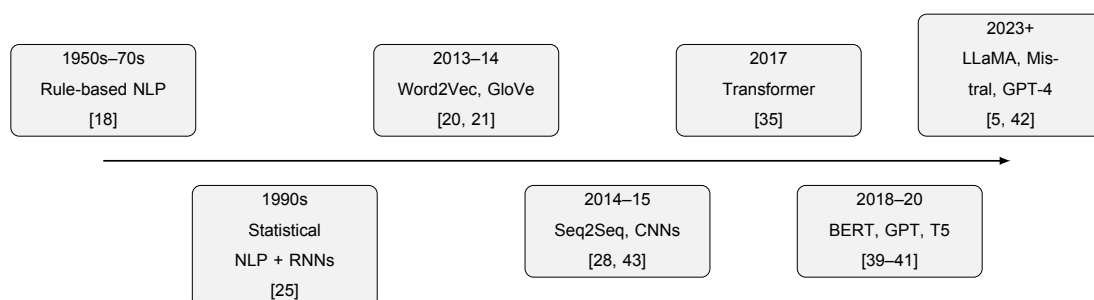 1950s–70s
Rule-based NLP
[18]
2013–14
Word2Vec, GloVe
[20, 21]
2017
Transformer
[35]
2023+
LLaMA, Mis-
tral, GPT-4
[5, 42]
1990s
Statistical
NLP + RNNs
[25]
2014–15
Seq2Seq, CNNs
[28, 43]
2018–20
BERT, GPT, T5
[39–41]